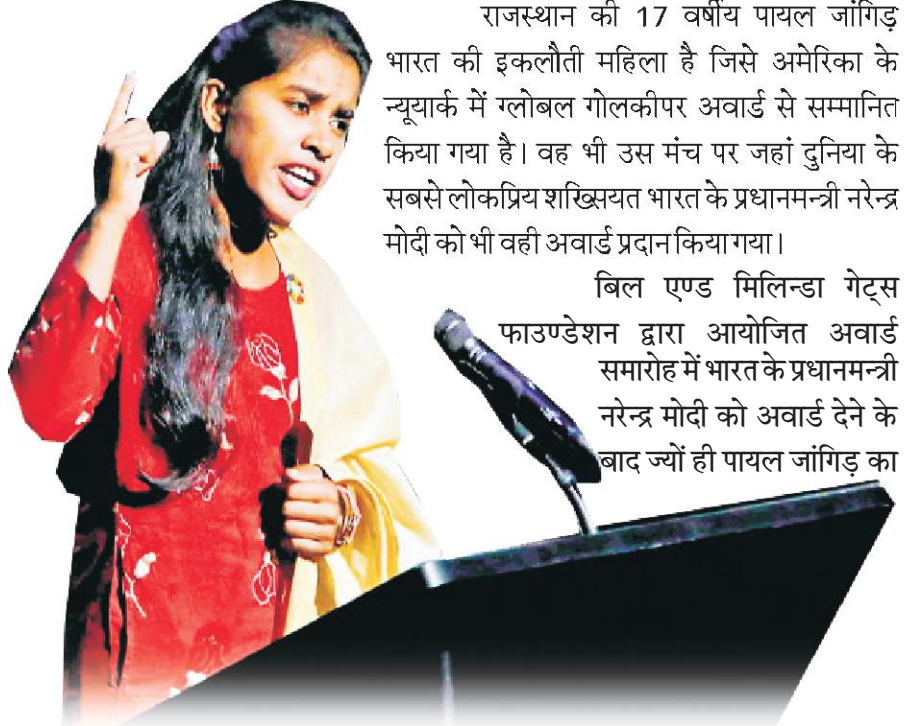 राजस्थान की 17 वर्षीय पायल जांगिड़
भारत की इकलौती महिला है जिसे अमेरिका के
न्यूयार्क में ग्लोबल गोलकीपर अवार्ड से सम्मानित
किया गया है। वह भी उस मंच पर जहां दुनिया के
सबसे लोकप्रिय शख्सियत भारत के प्रधानमन्त्री नरेन्द्र
मोदी को भी वही अवार्ड प्रदान किया गया।
बिल एण्ड मिलिन्डा गेट्स
फाउण्डेशन द्वारा आयोजित अवार्ड
समारोह में भारत के प्रधानमन्त्री
नरेन्द्र मोदी को अवार्ड देने के
बाद ज्यों ही पायल जांगिड़ का